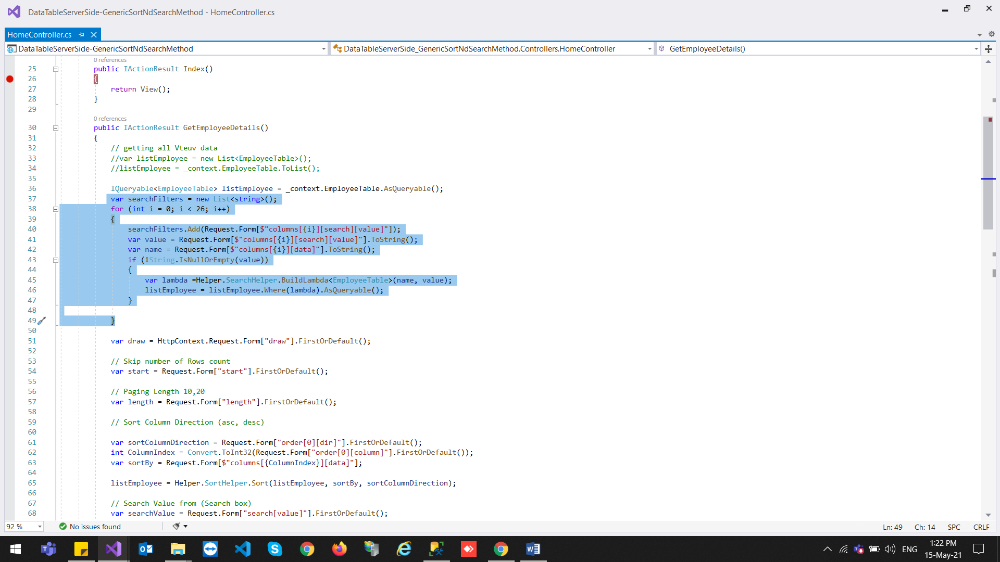 DataTableServerSide-GenericSortNdSearchMethod - HomeController.cs
HomeController.cs
DataTableServerSide-GenericSortNdSearchMethod
DataTableServerSide_GenericSortNdSearchMethod.Controllers.HomeController
GetEmployeeDetails()
0 references
25 public IActionResult Index()
26 {
27 return View();
28 }
29
0 references
30 public IActionResult GetEmployeeDetails()
31 {
32 // getting all Vteuv data
33 //var listEmployee = new List<EmployeeTable>();
34 //listEmployee = _context.EmployeeTable.ToList();
35
36 IQueryable<EmployeeTable> listEmployee = _context.EmployeeTable.AsQueryable();
37 var searchFilters = new List<string>();
38 for (int i = 0; i < 26; i++)
39 {
40 searchFilters.Add(Request.Form[$"columns[{i}][search][value]"]);
41 var value = Request.Form[$"columns[{i}][search][value]"].ToString();
42 var name = Request.Form[$"columns[{i}][data]"].ToString();
43 if (!String.IsNullOrEmpty(value))
44 {
45 var lambda =Helper.SearchHelper.BuildLambda<EmployeeTable>(name, value);
46 listEmployee = listEmployee.Where(lambda).AsQueryable();
47 }
48
49 }
50
51 var draw = HttpContext.Request.Form["draw"].FirstOrDefault();
52
53 // Skip number of Rows count
54 var start = Request.Form["start"].FirstOrDefault();
55
56 // Paging Length 10,20
57 var length = Request.Form["length"].FirstOrDefault();
58
59 // Sort Column Direction (asc, desc)
60
61 var sortColumnDirection = Request.Form["order[0][dir]"].FirstOrDefault();
62 int ColumnIndex = Convert.ToInt32(Request.Form["order[0][column]"].FirstOrDefault());
63 var sortBy = Request.Form[$"columns[{ColumnIndex}][data]"];
64
65 listEmployee = Helper.SortHelper.Sort(listEmployee, sortBy, sortColumnDirection);
66
67 // Search Value from (Search box)
68 var searchValue = Request.Form["search[value]"].FirstOrDefault();
92 %
No issues found
Ln: 49 Ch: 14 SPC CRLF
ENG
1:22 PM
15-May-21